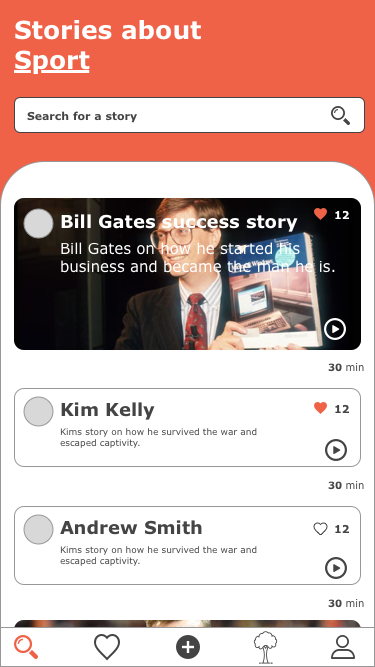 Stories about
Sport
Search for a story
Bill Gates success story
12
Bill Gates on how he started his
business and became the man he is.
30 min
Kim Kelly
12
Kims story on how he survived the war and
escaped captivity.
30 min
Andrew Smith
12
Kims story on how he survived the war and
escaped captivity.
30 min